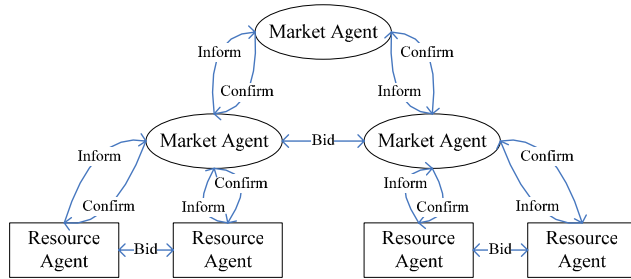 Market Agent
Inform
Confirm
Confirm
Inform
Market Agent
Bid
Market Agent
Inform
Confirm
Confirm
Inform
Inform
Confirm
Confirm
Inform
Resource
Agent
Bid
Resource
Agent
Resource
Agent
Bid
Resource
Agent